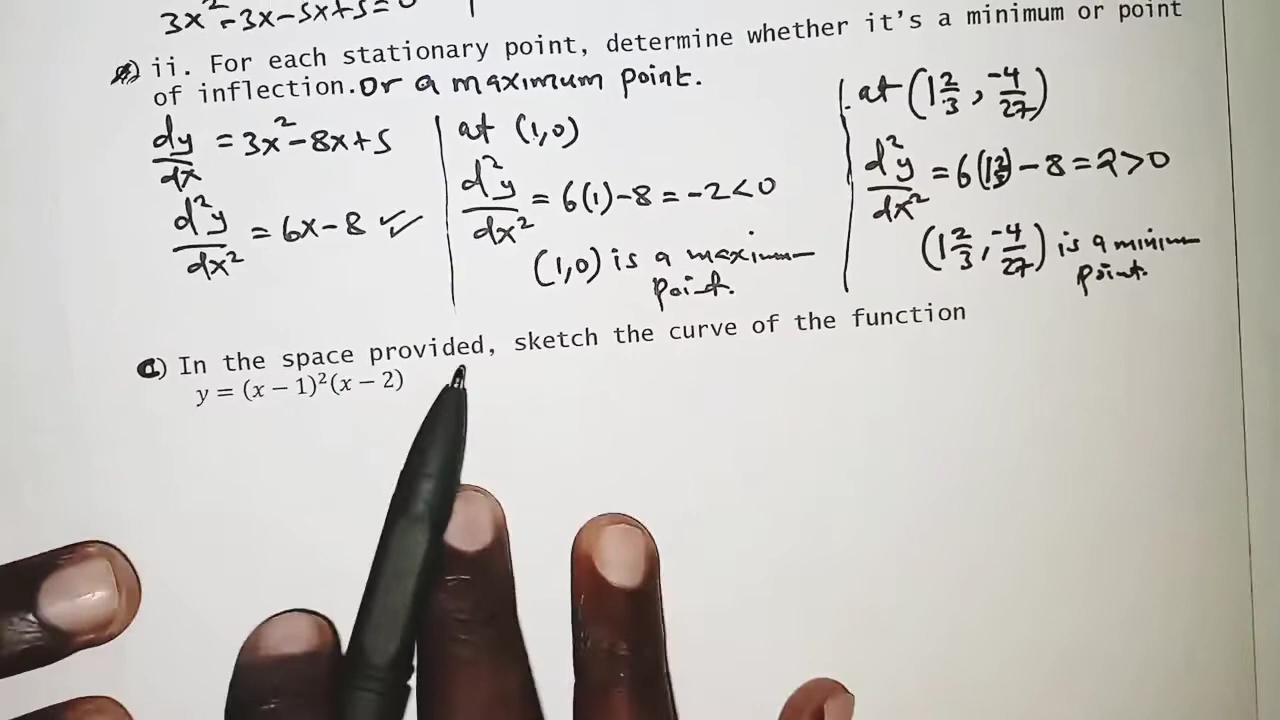 3x²-3x-5x+5=0
ii. For each stationary point, determine whether it's a minimum or point
of inflection. Or a maximum point.
dy/dx = 3x²-8x+5
d²y/dx² = 6x-8 ✓
at (1,0)
d²y/dx² = 6(1)-8 = -2<0
(1,0) is a maximum
point.
at (1 2/3, -4/27)
d²y/dx² = 6(1 2/3)-8 = 2>0
(1 2/3, -4/27) is a minimum
point.
c) In the space provided, sketch the curve of the function
y = (x − 1)²(x − 2)